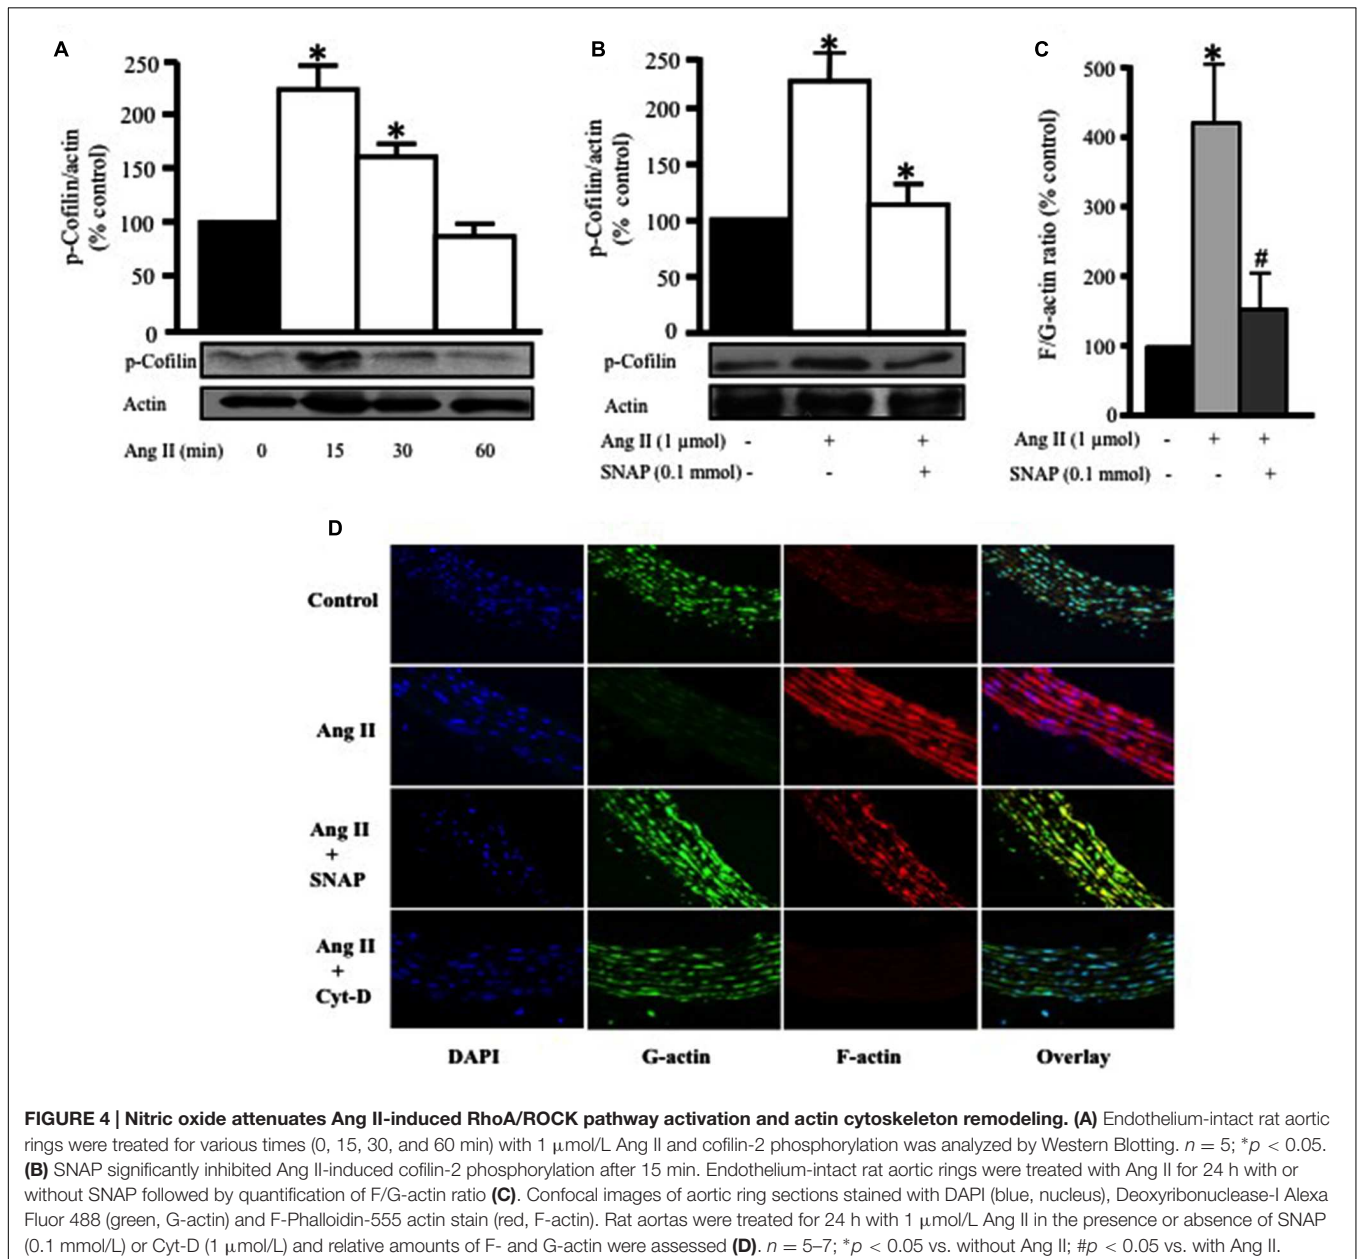 A
B
C
250
200
150
100
50
0
p-Cofilin/actin
(% control)
*
*
p-Cofilin
Actin
Ang II (min) 0 15 30 60
250
200
150
100
50
0
p-Cofilin/actin
(% control)
*
*
p-Cofilin
Actin
Ang II (1 µmol) - + +
SNAP (0.1 mmol) - - +
500
400
300
200
100
0
F/G-actin ratio (% control)
*
#
Ang II (1 µmol) - + +
SNAP (0.1 mmol) - - +
D
Control
Ang II
Ang II
+
SNAP
Ang II
+
Cyt-D
DAPI G-actin F-actin Overlay
FIGURE 4 | Nitric oxide attenuates Ang II-induced RhoA/ROCK pathway activation and actin cytoskeleton remodeling. (A) Endothelium-intact rat aortic
rings were treated for various times (0, 15, 30, and 60 min) with 1 µmol/L Ang II and cofilin-2 phosphorylation was analyzed by Western Blotting. n = 5; *p < 0.05.
(B) SNAP significantly inhibited Ang II-induced cofilin-2 phosphorylation after 15 min. Endothelium-intact rat aortic rings were treated with Ang II for 24 h with or
without SNAP followed by quantification of F/G-actin ratio (C). Confocal images of aortic ring sections stained with DAPI (blue, nucleus), Deoxyribonuclease-I Alexa
Fluor 488 (green, G-actin) and F-Phalloidin-555 actin stain (red, F-actin). Rat aortas were treated for 24 h with 1 µmol/L Ang II in the presence or absence of SNAP
(0.1 mmol/L) or Cyt-D (1 µmol/L) and relative amounts of F- and G-actin were assessed (D). n = 5–7; *p < 0.05 vs. without Ang II; #p < 0.05 vs. with Ang II.